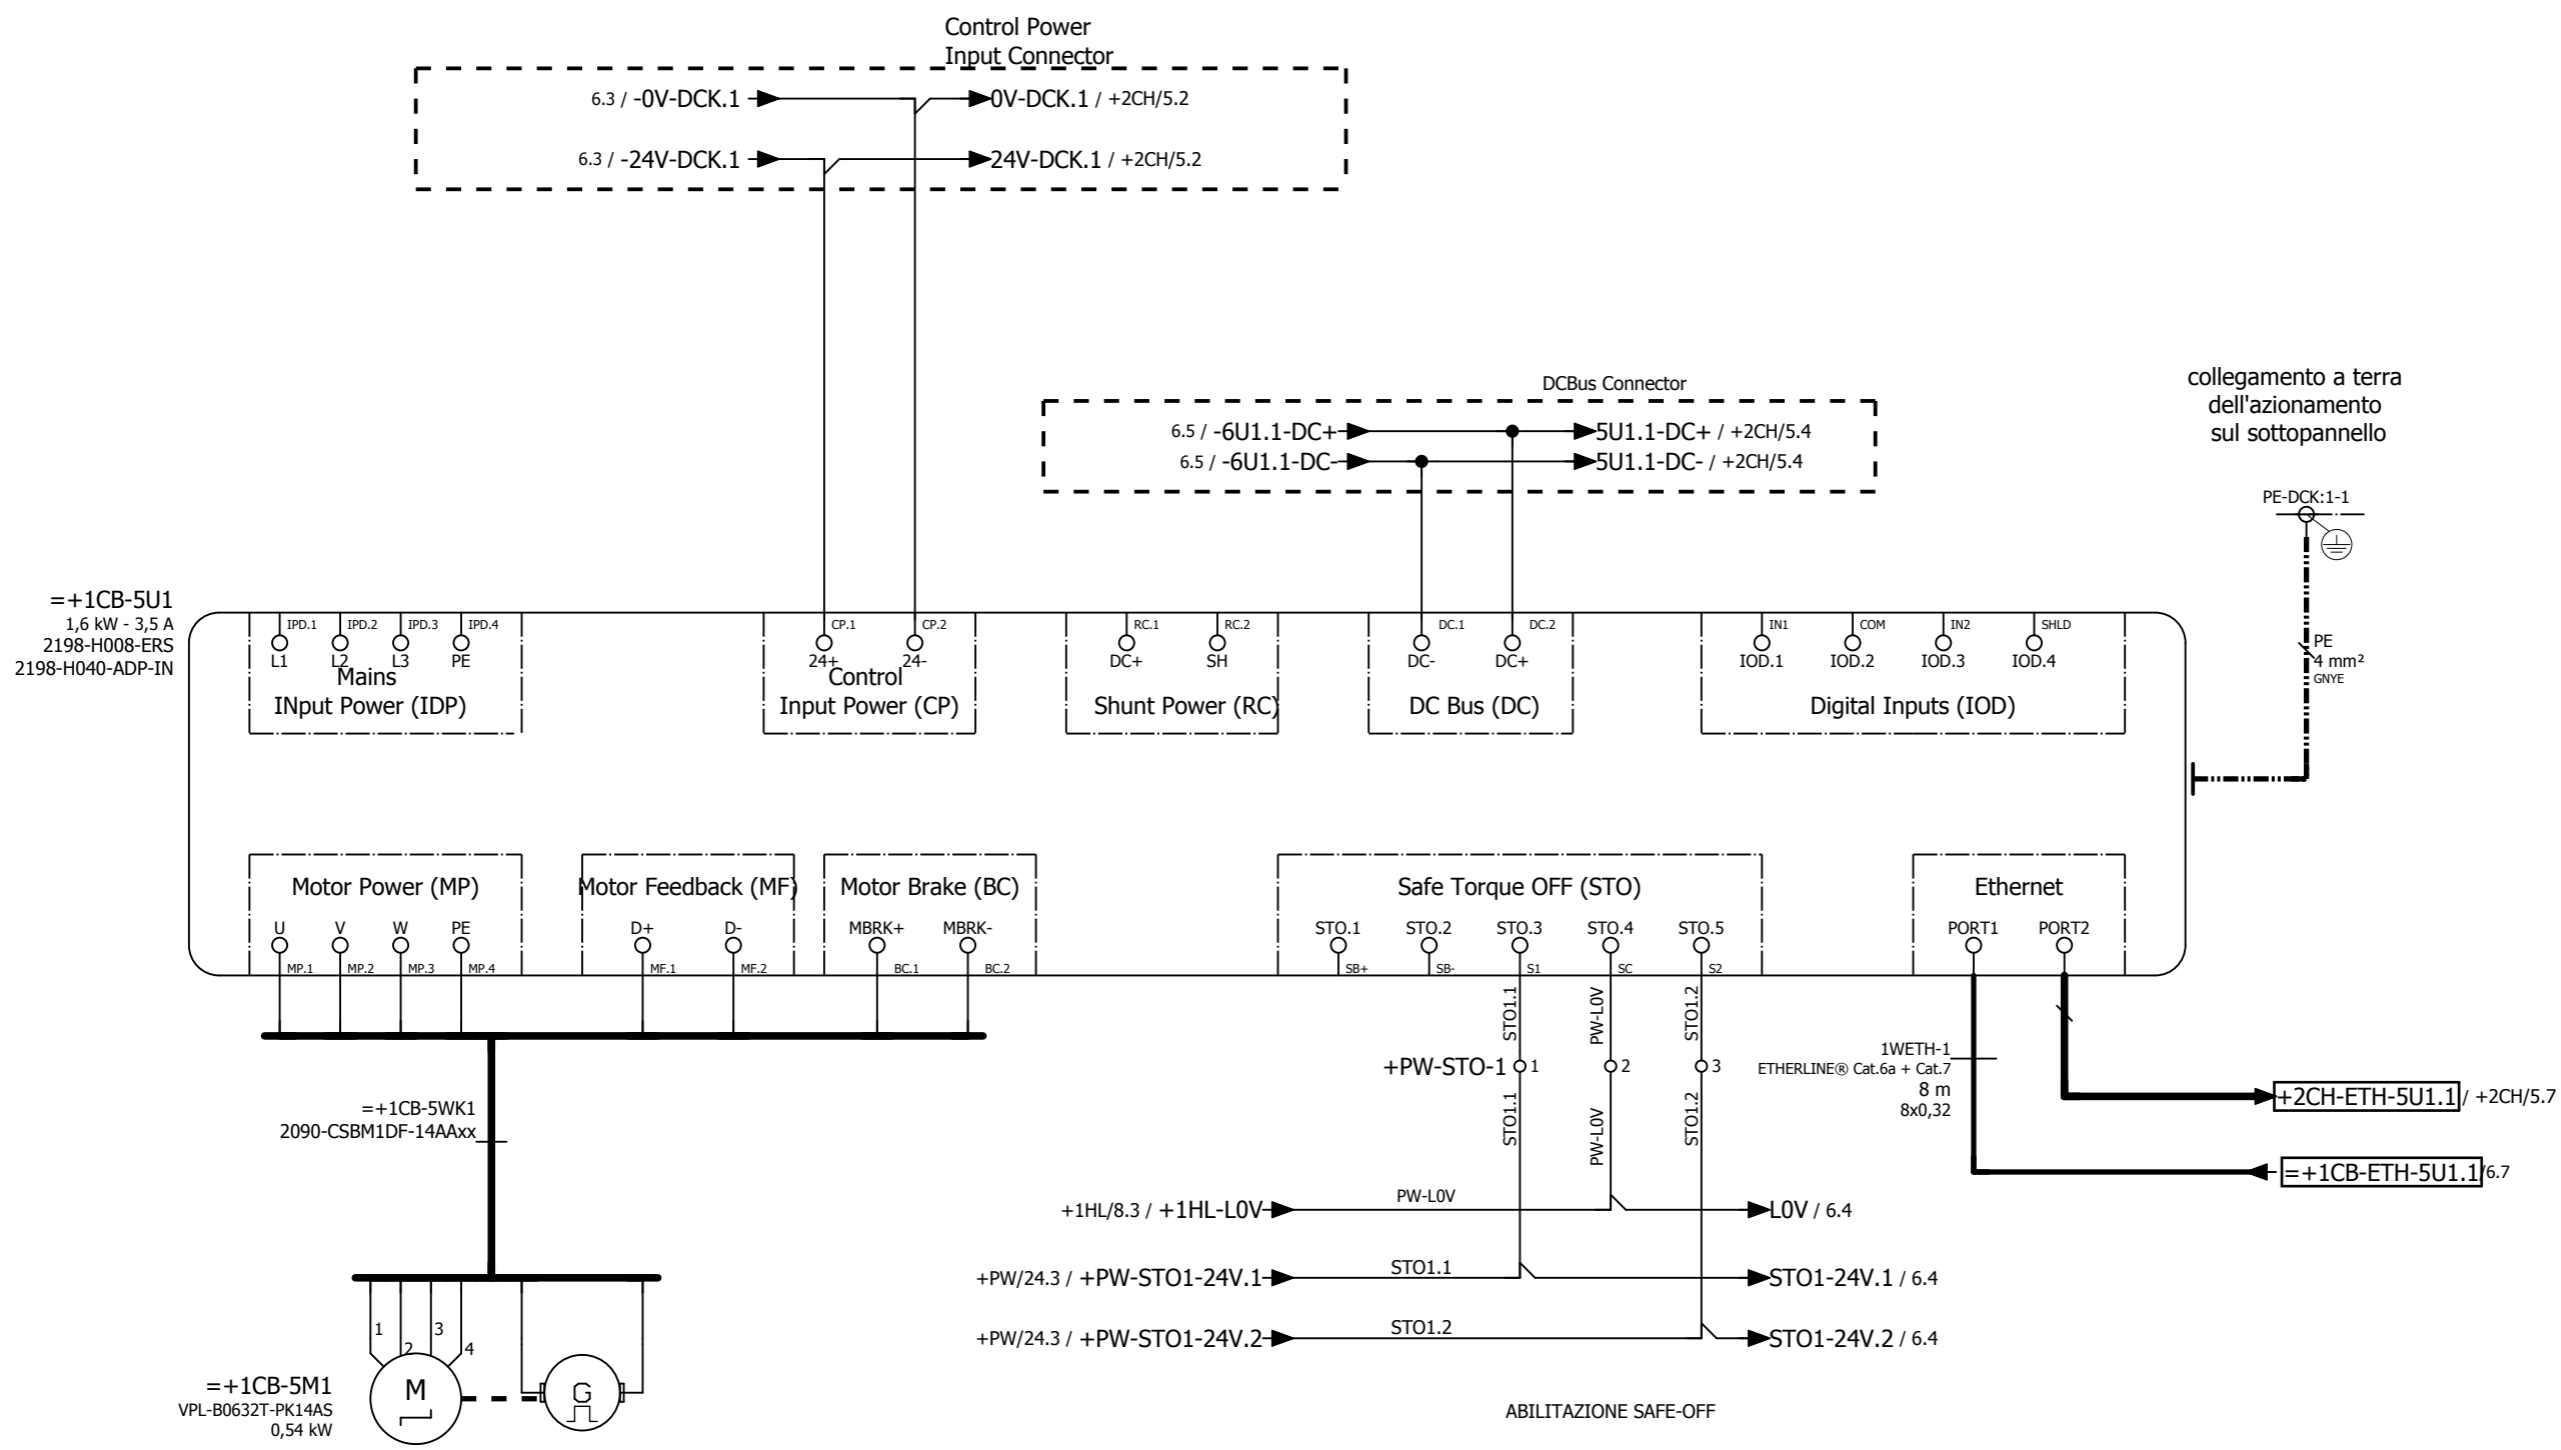 Control Power
Input Connector
6.3 / -0V-DCK.1
0V-DCK.1 / +2CH/5.2
6.3 / -24V-DCK.1
24V-DCK.1 / +2CH/5.2
DCBus Connector
6.5 / -6U1.1-DC+
5U1.1-DC+ / +2CH/5.4
6.5 / -6U1.1-DC-
5U1.1-DC- / +2CH/5.4
collegamento a terra
dell'azionamento
sul sottopannello
PE-DCK:1-1
PE
4 mm²
GNYE
=+1CB-5U1
1,6 kW - 3,5 A
2198-H008-ERS
2198-H040-ADP-IN
IPD.1 IPD.2 IPD.3 IPD.4
L1 L2 L3 PE
Mains
INput Power (IDP)
CP.1 CP.2
24+ 24-
Control
Input Power (CP)
RC.1 RC.2
DC+ SH
Shunt Power (RC)
DC.1 DC.2
DC- DC+
DC Bus (DC)
IN1 COM IN2 SHLD
IOD.1 IOD.2 IOD.3 IOD.4
Digital Inputs (IOD)
Motor Power (MP)
U V W PE
MP.1 MP.2 MP.3 MP.4
Motor Feedback (MF)
D+ D-
MF.1 MF.2
Motor Brake (BC)
MBRK+ MBRK-
BC.1 BC.2
Safe Torque OFF (STO)
STO.1 STO.2 STO.3 STO.4 STO.5
SB+ SB- S1 SC S2
Ethernet
PORT1 PORT2
STO1.1 PW-L0V STO1.2
+PW-STO-1 1 2 3
STO1.1 PW-L0V STO1.2
1WETH-1
ETHERLINE® Cat.6a + Cat.7
8 m
8x0,32
+2CH-ETH-5U1.1 / +2CH/5.7
=+1CB-ETH-5U1.1/6.7
=+1CB-5WK1
2090-CSBM1DF-14AAxx
+1HL/8.3 / +1HL-L0V
PW-L0V
L0V / 6.4
+PW/24.3 / +PW-STO1-24V.1
STO1.1
STO1-24V.1 / 6.4
+PW/24.3 / +PW-STO1-24V.2
STO1.2
STO1-24V.2 / 6.4
1 2 3 4
M
G
=+1CB-5M1
VPL-B0632T-PK14AS
0,54 kW
ABILITAZIONE SAFE-OFF